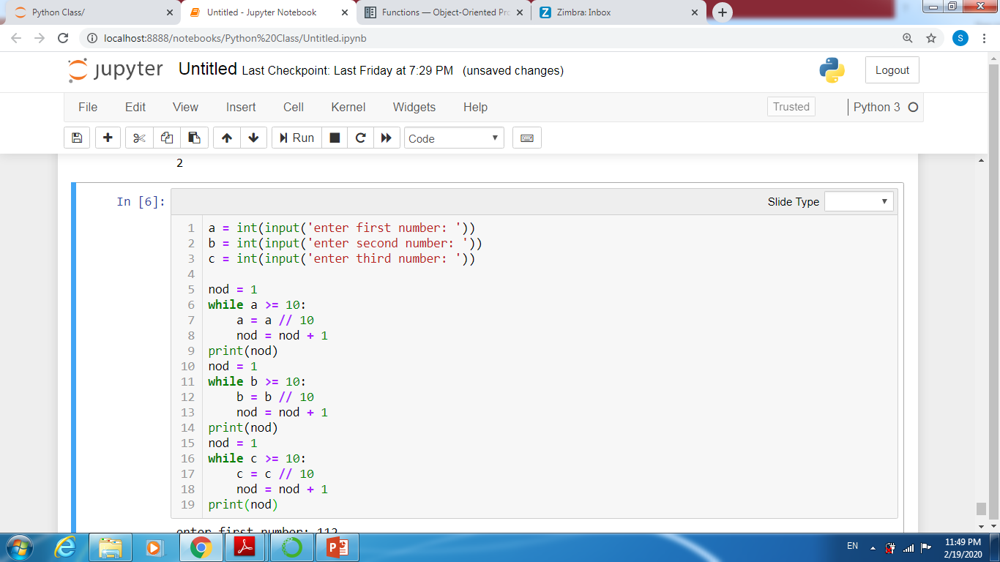 Python Class/
Untitled - Jupyter Notebook
Functions — Object-Oriented Pro
Zimbra: Inbox
localhost:8888/notebooks/Python%20Class/Untitled.ipynb
S
jupyter Untitled Last Checkpoint: Last Friday at 7:29 PM (unsaved changes)
Logout
File Edit View Insert Cell Kernel Widgets Help
Trusted
Python 3
Run
Code
2
In [6]:
Slide Type
1 a = int(input('enter first number: '))
2 b = int(input('enter second number: '))
3 c = int(input('enter third number: '))
4
5 nod = 1
6 while a >= 10:
7     a = a // 10
8     nod = nod + 1
9 print(nod)
10 nod = 1
11 while b >= 10:
12     b = b // 10
13     nod = nod + 1
14 print(nod)
15 nod = 1
16 while c >= 10:
17     c = c // 10
18     nod = nod + 1
19 print(nod)
enter first number: 112
EN
11:49 PM
2/19/2020